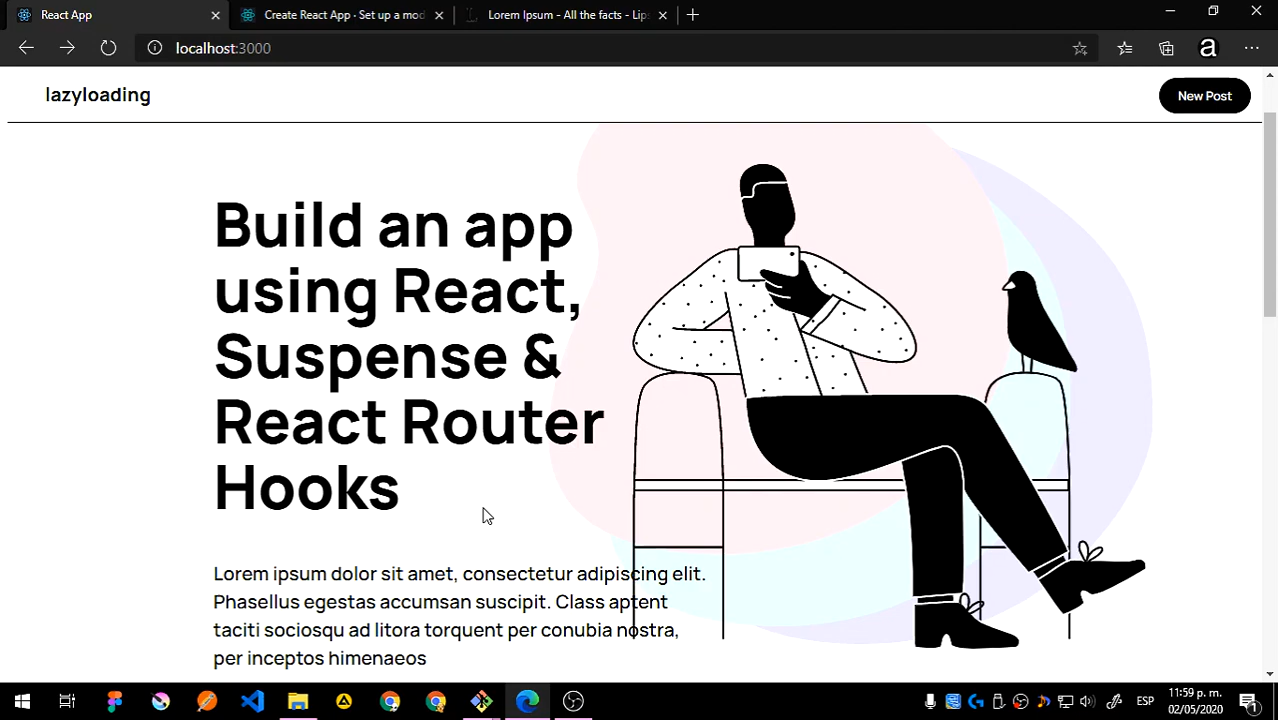 React App
Create React App · Set up a mod
Lorem Ipsum - All the facts - Lip
localhost:3000
a
lazyloading
New Post
Build an app
using React,
Suspense &
React Router
Hooks
Lorem ipsum dolor sit amet, consectetur adipiscing elit.
Phasellus egestas accumsan suscipit. Class aptent
taciti sociosqu ad litora torquent per conubia nostra,
per inceptos himenaeos
ESP
11:59 p. m.
02/05/2020
1